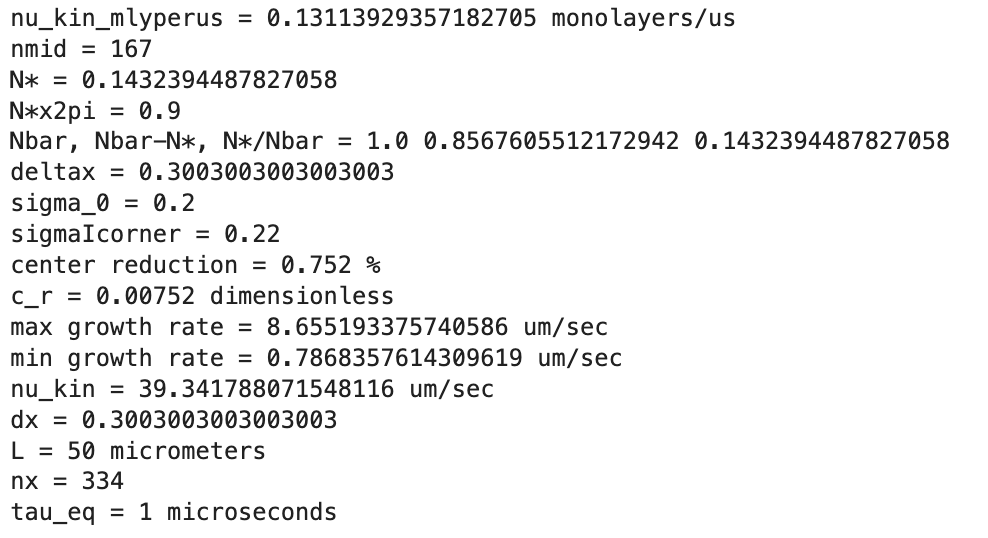 nu_kin_mlyperus = 0.13113929357182705 monolayers/us
nmid = 167
N* = 0.1432394487827058
N*x2pi = 0.9
Nbar, Nbar-N*, N*/Nbar = 1.0 0.8567605512172942 0.1432394487827058
deltax = 0.3003003003003003
sigma_0 = 0.2
sigmaIcorner = 0.22
center reduction = 0.752 %
c_r = 0.00752 dimensionless
max growth rate = 8.655193375740586 um/sec
min growth rate = 0.7868357614309619 um/sec
nu_kin = 39.341788071548116 um/sec
dx = 0.3003003003003003
L = 50 micrometers
nx = 334
tau_eq = 1 microseconds